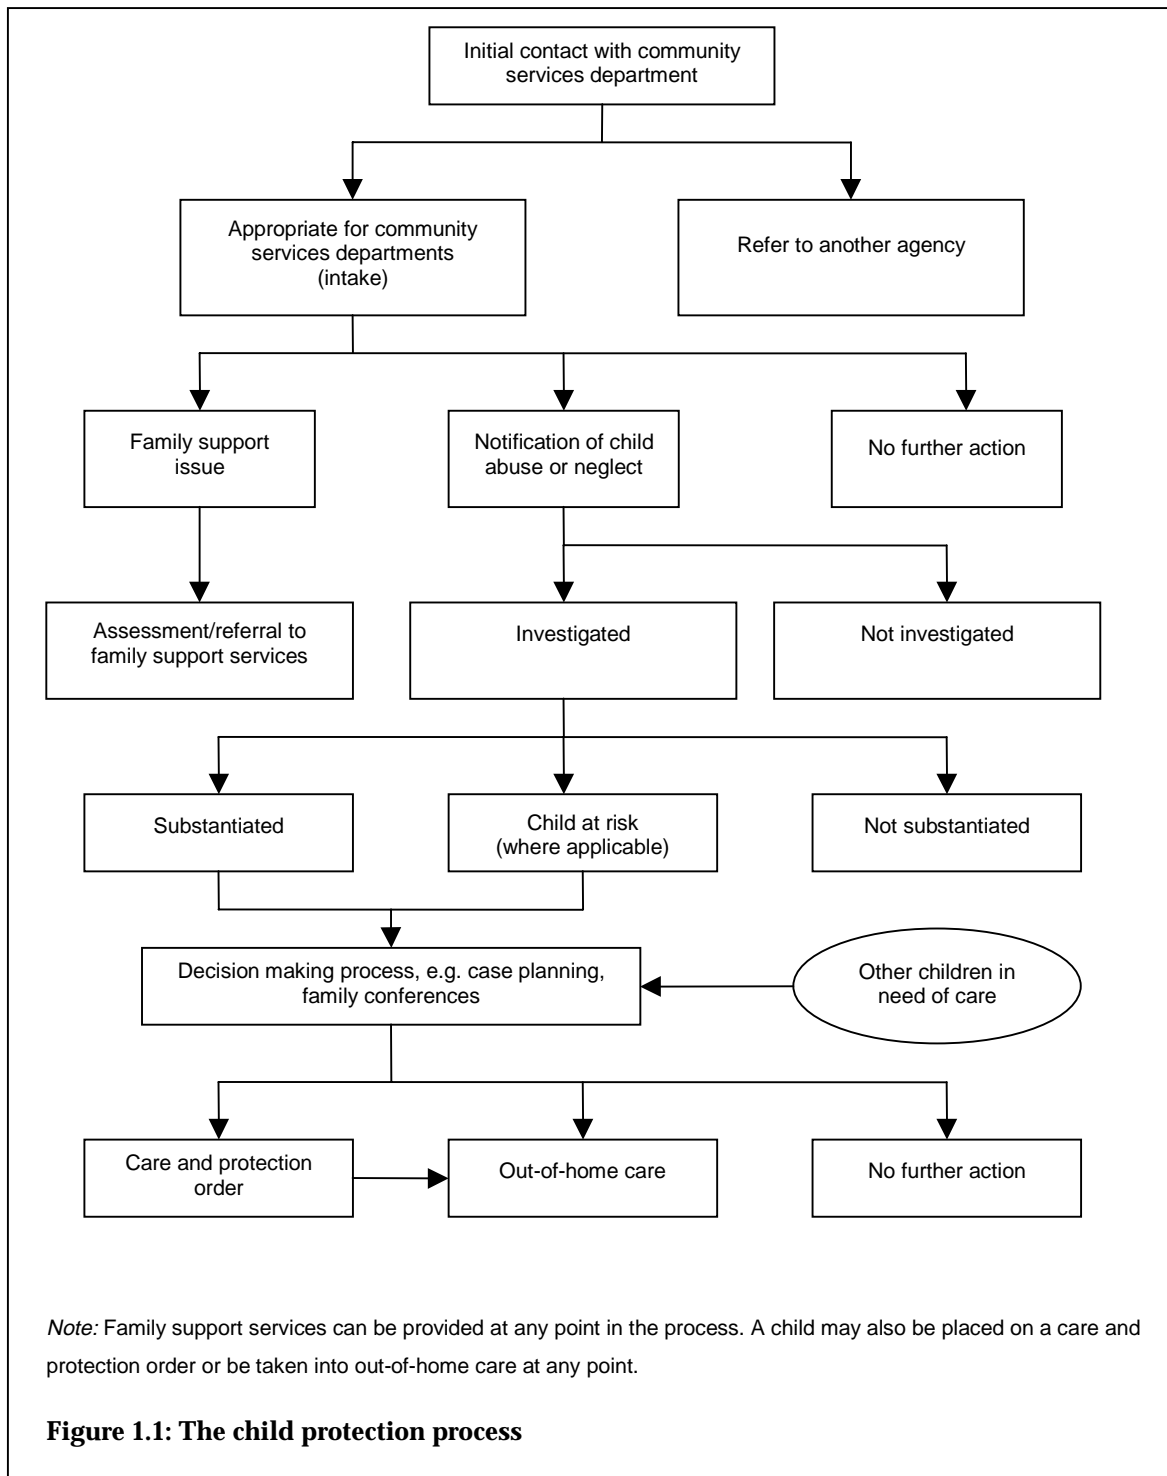 Initial contact with community
services department
Appropriate for community
services departments
(intake)
Refer to another agency
Family support
issue
Notification of child
abuse or neglect
No further action
Assessment/referral to
family support services
Investigated
Not investigated
Substantiated
Child at risk
(where applicable)
Not substantiated
Decision making process, e.g. case planning,
family conferences
Other children in
need of care
Care and protection
order
Out-of-home care
No further action
Note: Family support services can be provided at any point in the process. A child may also be placed on a care and
protection order or be taken into out-of-home care at any point.
Figure 1.1: The child protection process